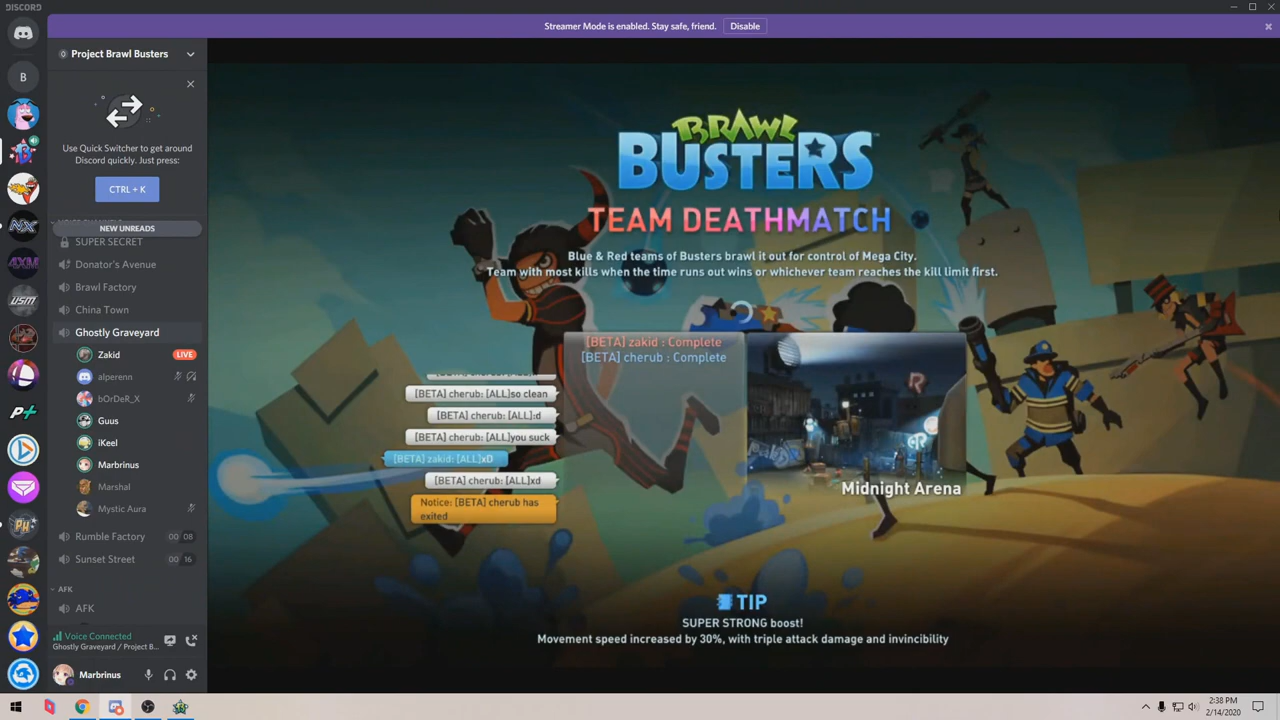 DISCORD
Streamer Mode is enabled. Stay safe, friend.
Disable
Project Brawl Busters
B
Use Quick Switcher to get around
Discord quickly. Just press:
CTRL + K
NEW UNREADS
SUPER SECRET
Donator's Avenue
Brawl Factory
China Town
Ghostly Graveyard
Zakid
LIVE
alperenn
bOrDeR_X
Guus
iKeel
Marbrinus
Marshal
Mystic Aura
Rumble Factory
00 08
Sunset Street
00 16
AFK
AFK
Voice Connected
Ghostly Graveyard / Project B...
Marbrinus
BRAWL
BUSTERS
TEAM DEATHMATCH
Blue & Red teams of Busters brawl it out for control of Mega City.
Team with most kills when the time runs out wins or whichever team reaches the kill limit first.
[BETA] zakid : Complete
[BETA] cherub : Complete
[BETA] cherub: [ALL]so clean
[BETA] cherub: [ALL]:d
[BETA] cherub: [ALL]you suck
[BETA] zakid: [ALL]xD
[BETA] cherub: [ALL]xd
Notice: [BETA] cherub has
exited
Midnight Arena
TIP
SUPER STRONG boost!
Movement speed increased by 30%, with triple attack damage and invincibility
2:38 PM
2/14/2020